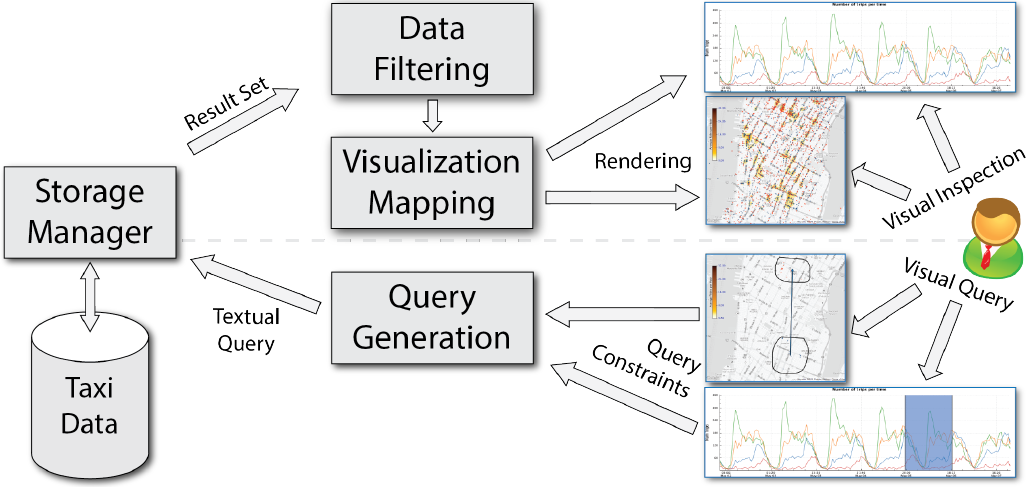 Data
Filtering
Number of trips per time
Result Set
Visualization
Mapping
Rendering
Visual Inspection
Storage
Manager
Visual Query
Query
Generation
Textual
Query
Query
Constraints
Taxi
Data
Number of trips per time